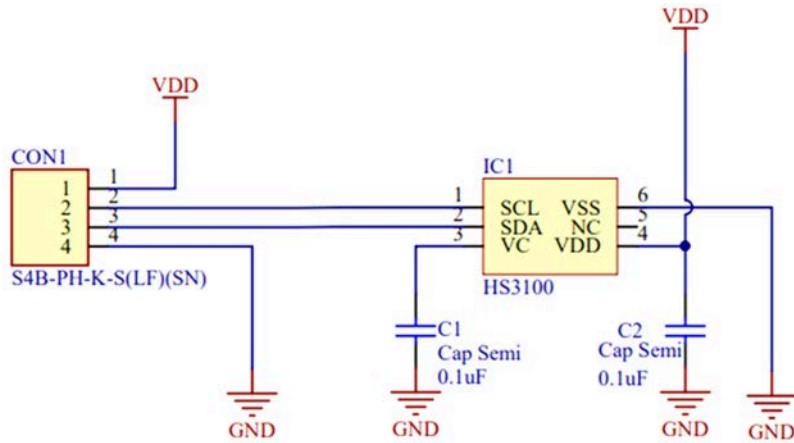 VDD
VDD
CON1
1
2
3
4
1
2
3
4
S4B-PH-K-S(LF)(SN)
IC1
1
2
3
SCL
SDA
VC
VSS
NC
VDD
6
5
4
HS3100
C1
Cap Semi
0.1uF
C2
Cap Semi
0.1uF
GND
GND
GND
GND